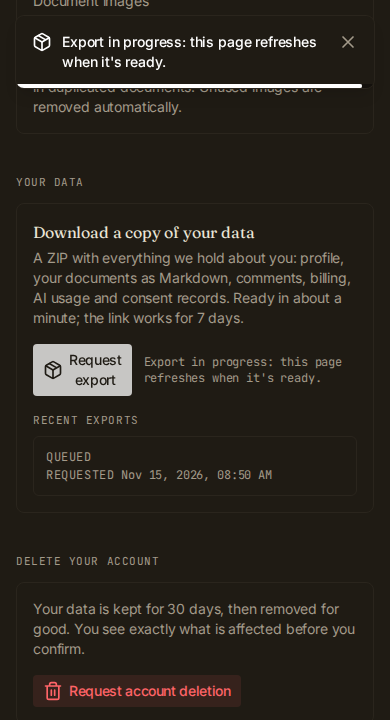 Document images
Export in progress: this page refreshes
when it's ready.
in duplicated documents. Unused images are
removed automatically.
YOUR DATA
Download a copy of your data
A ZIP with everything we hold about you: profile,
your documents as Markdown, comments, billing,
AI usage and consent records. Ready in about a
minute; the link works for 7 days.
Request
export
Export in progress: this page
refreshes when it's ready.
RECENT EXPORTS
QUEUED
REQUESTED Nov 15, 2026, 08:50 AM
DELETE YOUR ACCOUNT
Your data is kept for 30 days, then removed for
good. You see exactly what is affected before you
confirm.
Request account deletion